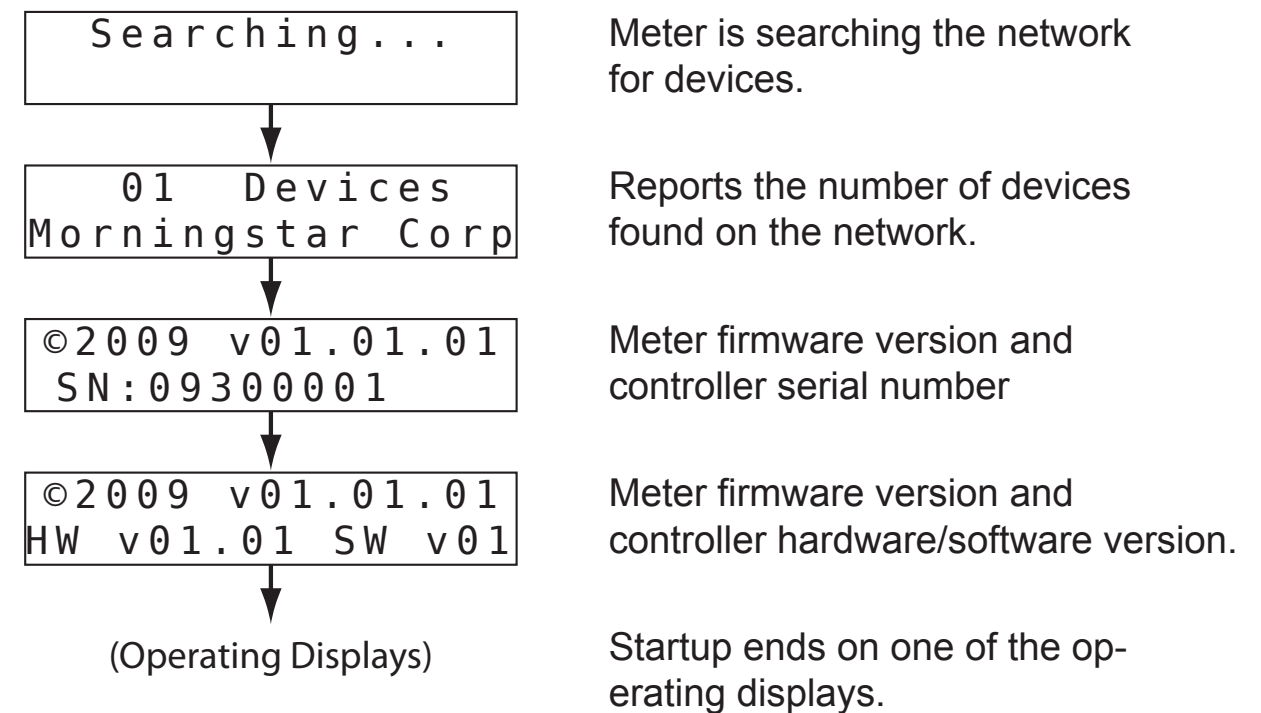 Searching...
Meter is searching the network
for devices.
01 Devices
Morningstar Corp
Reports the number of devices
found on the network.
©2009 v01.01.01
SN:09300001
Meter firmware version and
controller serial number
©2009 v01.01.01
HW v01.01 SW v01
Meter firmware version and
controller hardware/software version.
(Operating Displays)
Startup ends on one of the op-
erating displays.